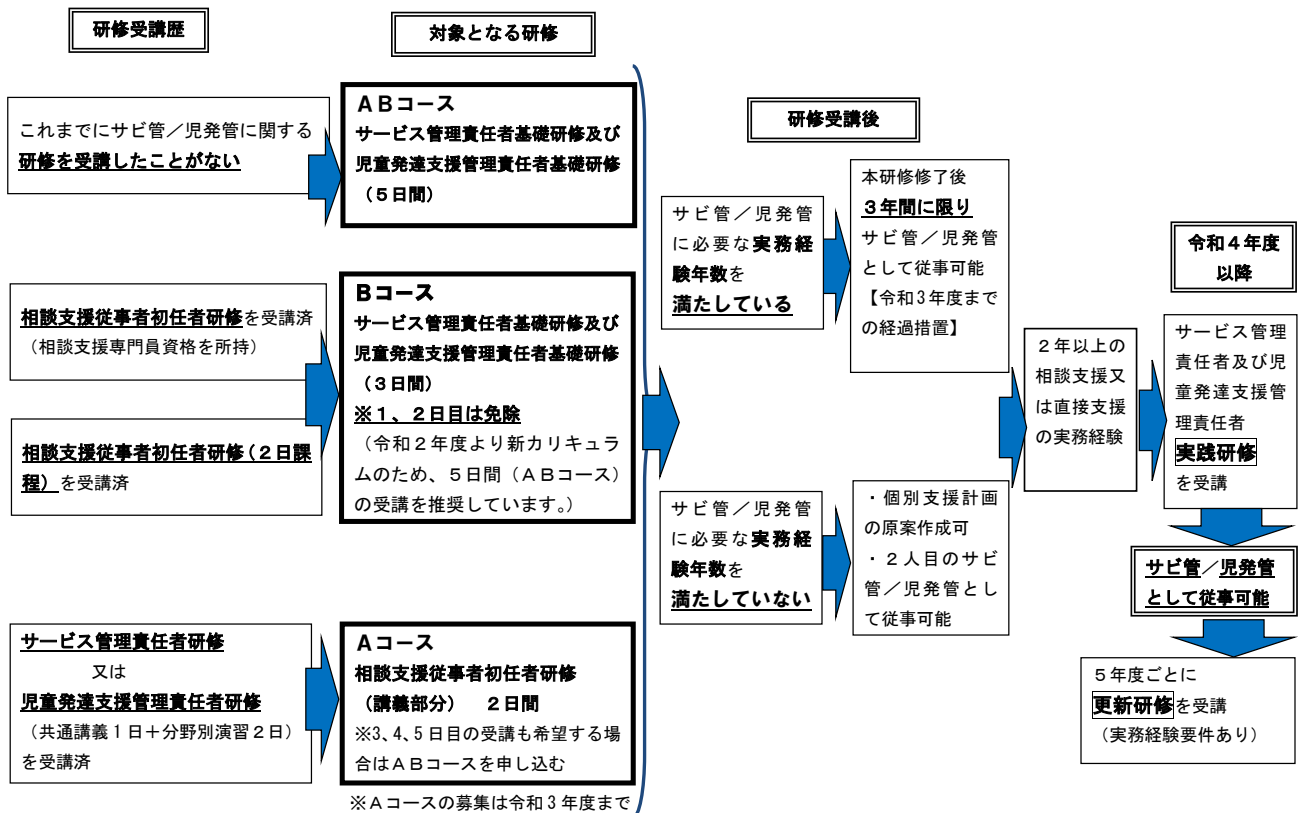 研修受講歴
対象となる研修
これまでにサビ管／児発管に関する
研修を受講したことがない
ＡＢコース
サービス管理責任者基礎研修及び
児童発達支援管理責任者基礎研修
（５日間）
相談支援従事者初任者研修を受講済
（相談支援専門員資格を所持）
相談支援従事者初任者研修（２日課
程）を受講済
Ｂコース
サービス管理責任者基礎研修及び
児童発達支援管理責任者基礎研修
（３日間）
※１、２日目は免除
（令和２年度より新カリキュラ
ムのため、５日間（ＡＢコース）
の受講を推奨しています。）
サービス管理責任者研修
又は
児童発達支援管理責任者研修
（共通講義１日＋分野別演習２日）
を受講済
Ａコース
相談支援従事者初任者研修
（講義部分）　２日間
※3、4、5日目の受講も希望する場
合はＡＢコースを申し込む
※Ａコースの募集は令和３年度まで
研修受講後
サビ管／児発管
に必要な実務経
験年数を
満たしている
本研修修了後
３年間に限り
サビ管／児発管
として従事可能
【令和３年度まで
の経過措置】
サビ管／児発管
に必要な実務経
験年数を
満たしていない
・個別支援計画
の原案作成可
・２人目のサビ
管／児発管とし
て従事可能
２年以上の
相談支援又
は直接支援
の実務経験
令和４年度
以降
サービス管理
責任者及び児
童発達支援管
理責任者
実践研修
を受講
サビ管／児発管
として従事可能
５年度ごとに
更新研修を受講
（実務経験要件あり）